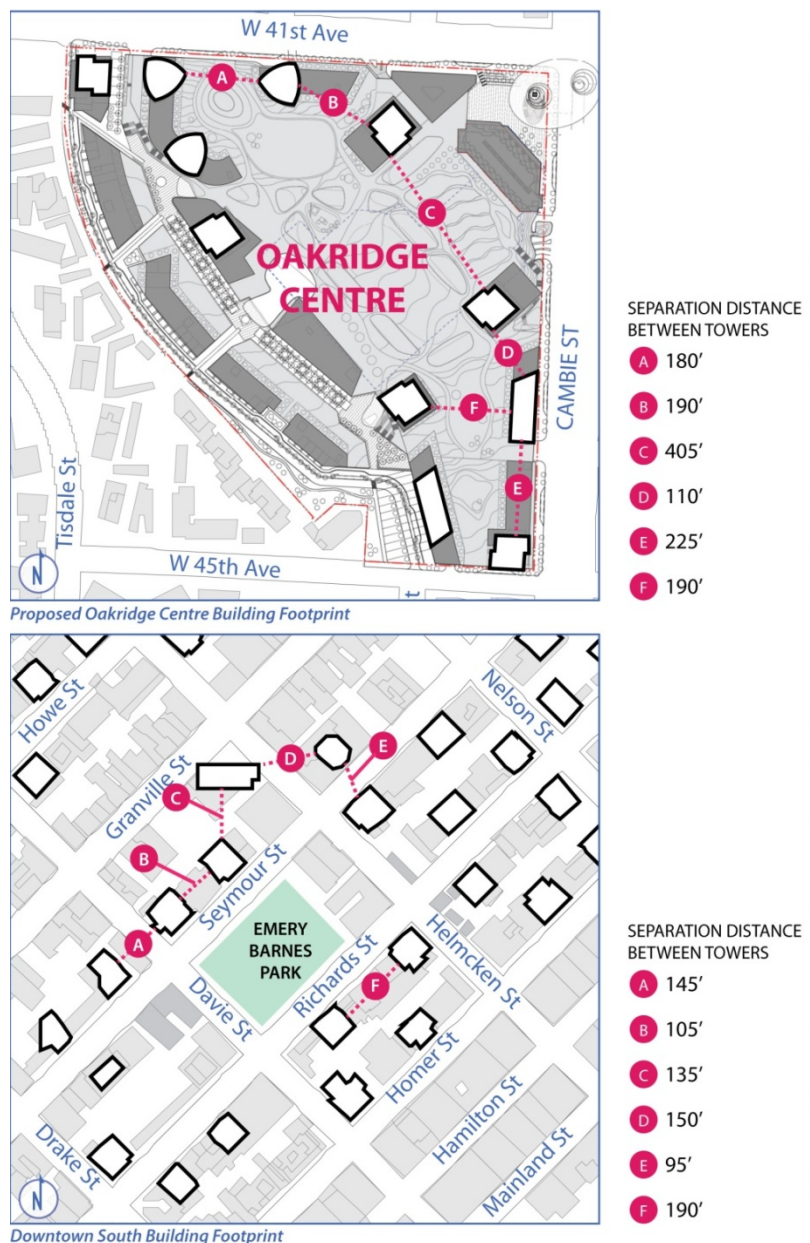 W 41st Ave
A
B
C
OAKRIDGE
CENTRE
D
F
E
CAMBIE ST
Tisdale St
W 45th Ave
t
N
Proposed Oakridge Centre Building Footprint
SEPARATION DISTANCE
BETWEEN TOWERS
A 180’
B 190’
C 405’
D 110’
E 225’
F 190’
Howe St
Nelson St
Granville St
D
E
C
B
Seymour St
A
EMERY
BARNES
PARK
Davie St
Richards St
Helmcken St
F
Homer St
Hamilton St
Mainland St
Drake St
N
Downtown South Building Footprint
SEPARATION DISTANCE
BETWEEN TOWERS
A 145’
B 105’
C 135’
D 150’
E 95’
F 190’